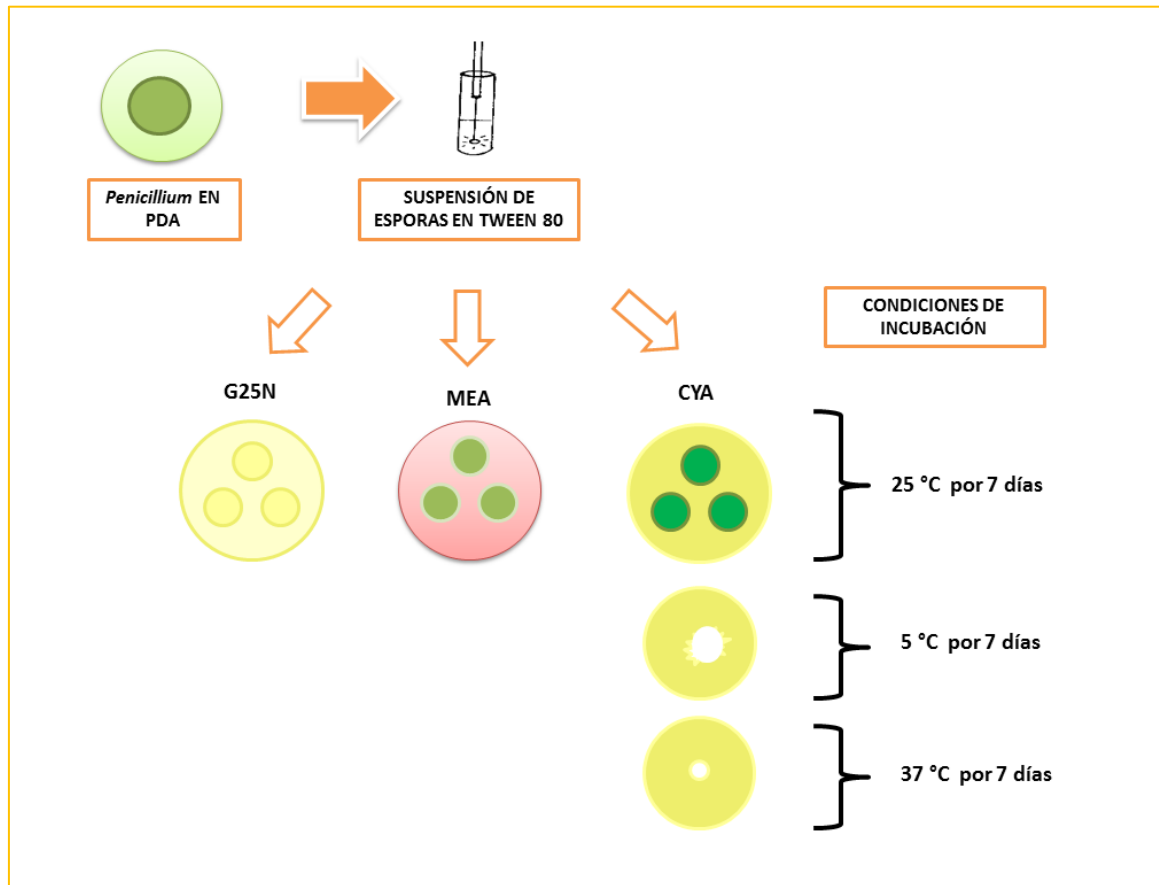 Penicillium EN
PDA
SUSPENSIÓN DE
ESPORAS EN TWEEN 80
CONDICIONES DE
INCUBACIÓN
G25N
MEA
CYA
25 °C por 7 días
5 °C por 7 días
37 °C por 7 días